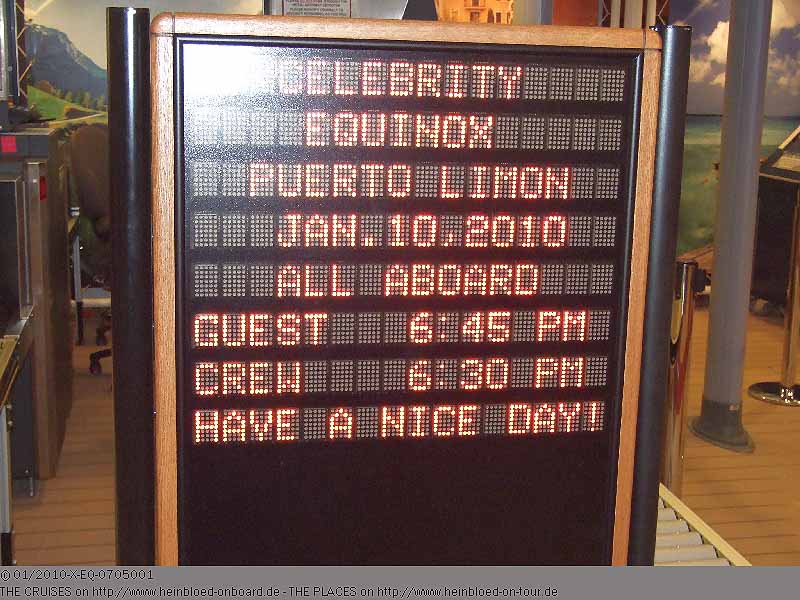 CELEBRITY
EQUINOX
PUERTO LIMON
JAN.10.2010
ALL ABOARD
GUEST 6:45 PM
CREW 6:30 PM
HAVE A NICE DAY!
©01/2010-X-EQ-0705001
THE CRUISES on http://www.heinbloed-onboard.de - THE PLACES on http://www.heinbloed-on-tour.de